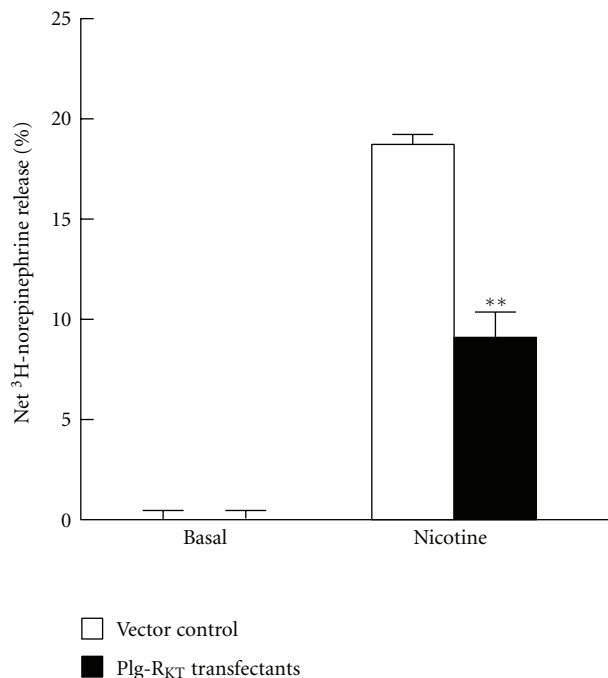 Net ³H-norepinephrine release (%)
25
20
15
10
5
0
**
Basal
Nicotine
Vector control
Plg-R_KT transfectants